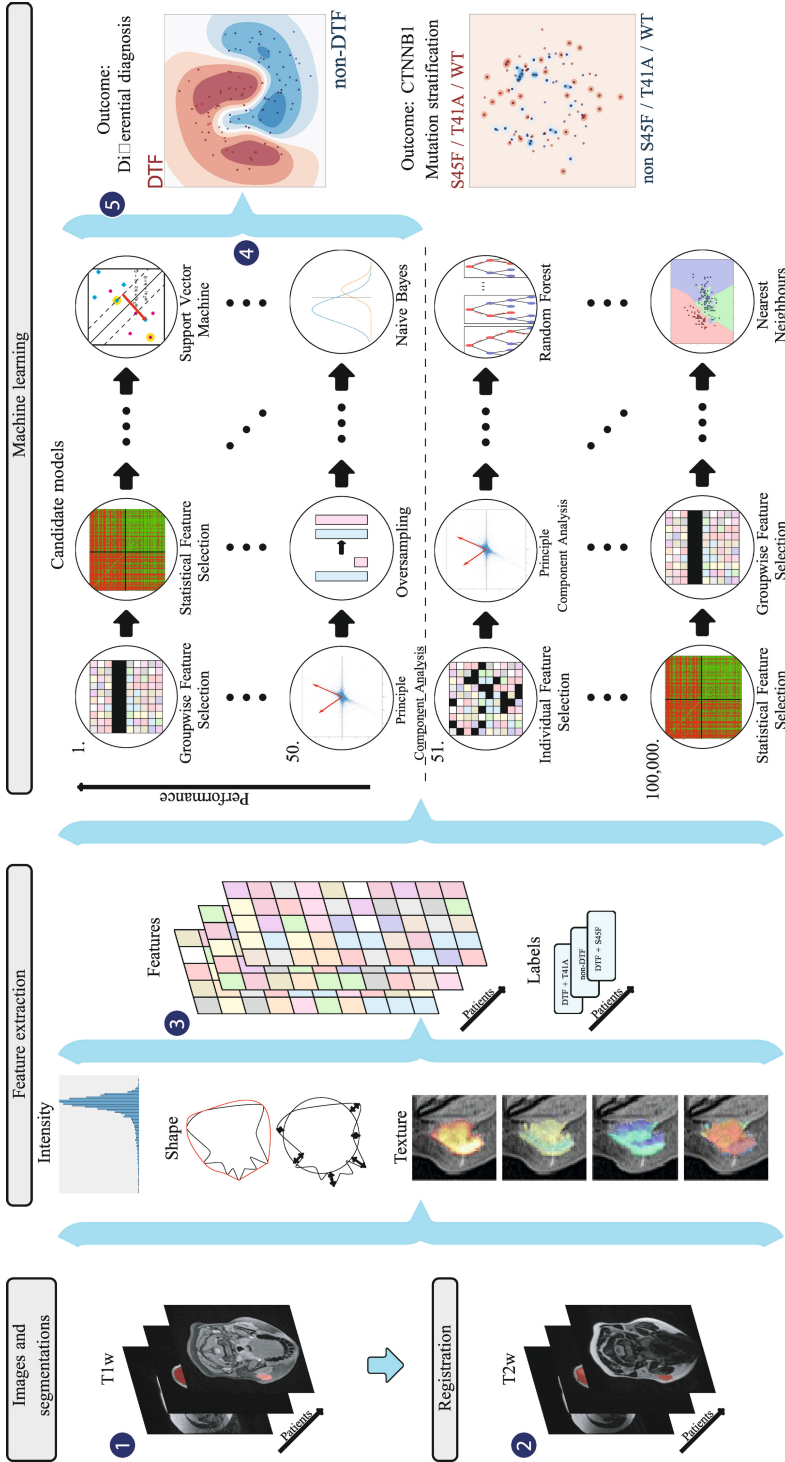 Images and
segmentations
1
T1w
Patients
Registration
2
T2w
Patients
Feature extraction
Intensity
Shape
Texture
3
Features
Patients
Labels
DTF + T41A
non-DTF
DTF + S45F
Patients
Machine learning
Candidate models
Performance
1.
Groupwise Feature
Selection
Statistical Feature
Selection
Support Vector
Machine
50.
Principle
Component Analysis
Oversampling
Naive Bayes
51.
Individual Feature
Selection
Principle
Component Analysis
Random Forest
100,000.
Statistical Feature
Selection
Groupwise Feature
Selection
Nearest
Neighbours
4
5
Outcome:
Di□erential diagnosis
DTF
non-DTF
Outcome: CTNNB1
Mutation stratification
S45F / T41A / WT
non S45F / T41A / WT